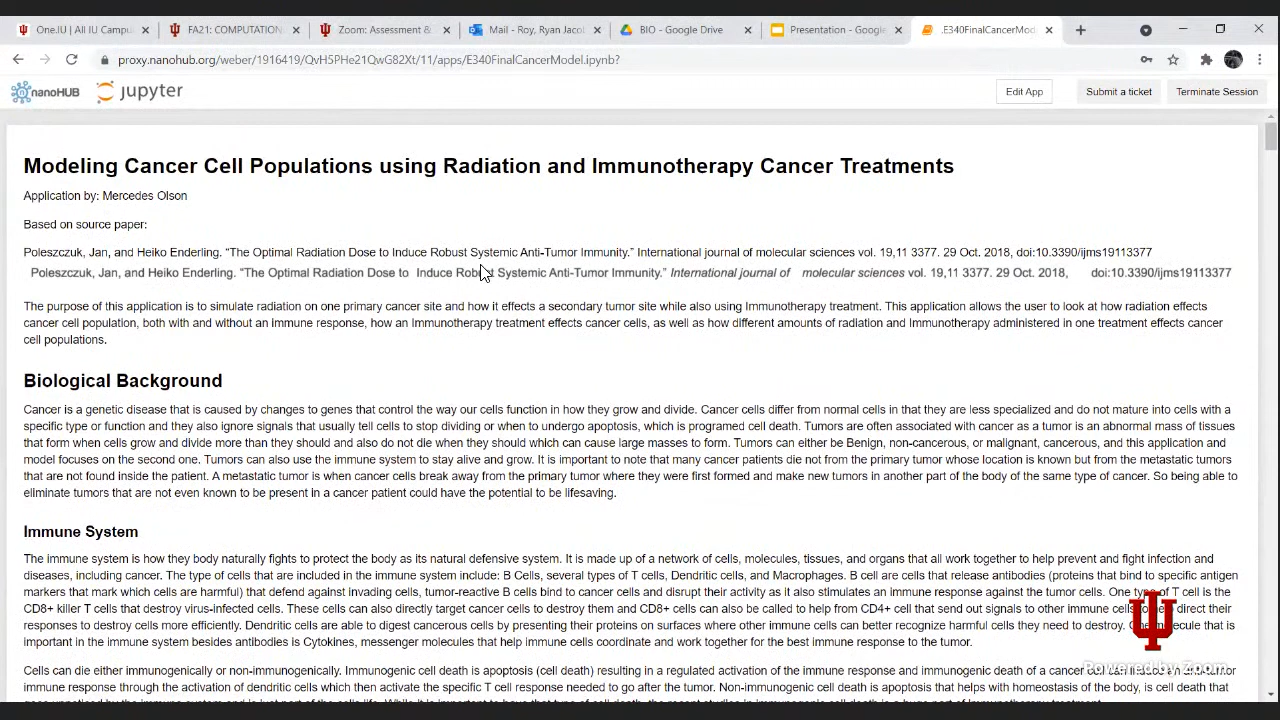 One.IU | All IU Campu
FA21: COMPUTATION
Zoom: Assessment &
Mail - Roy, Ryan Jacol
BIO - Google Drive
Presentation - Google
.E340FinalCancerMod
proxy.nanohub.org/weber/1916419/QvH5PHe21QwG82Xt/11/apps/E340FinalCancerModel.ipynb?
nanoHUB
jupyter
Edit App
Submit a ticket
Terminate Session
Modeling Cancer Cell Populations using Radiation and Immunotherapy Cancer Treatments
Application by: Mercedes Olson
Based on source paper:
Poleszczuk, Jan, and Heiko Enderling. “The Optimal Radiation Dose to Induce Robust Systemic Anti-Tumor Immunity.” International journal of molecular sciences vol. 19,11 3377. 29 Oct. 2018, doi:10.3390/ijms19113377
Poleszczuk, Jan, and Heiko Enderling. “The Optimal Radiation Dose to Induce Robust Systemic Anti-Tumor Immunity.” International journal of molecular sciences vol. 19,11 3377. 29 Oct. 2018, doi:10.3390/ijms19113377
The purpose of this application is to simulate radiation on one primary cancer site and how it effects a secondary tumor site while also using Immunotherapy treatment. This application allows the user to look at how radiation effects
cancer cell population, both with and without an immune response, how an Immunotherapy treatment effects cancer cells, as well as how different amounts of radiation and Immunotherapy administered in one treatment effects cancer
cell populations.
Biological Background
Cancer is a genetic disease that is caused by changes to genes that control the way our cells function in how they grow and divide. Cancer cells differ from normal cells in that they are less specialized and do not mature into cells with a
specific type or function and they also ignore signals that usually tell cells to stop dividing or when to undergo apoptosis, which is programed cell death. Tumors are often associated with cancer as a tumor is an abnormal mass of tissues
that form when cells grow and divide more than they should and also do not die when they should which can cause large masses to form. Tumors can either be Benign, non-cancerous, or malignant, cancerous, and this application and
model focuses on the second one. Tumors can also use the immune system to stay alive and grow. It is important to note that many cancer patients die not from the primary tumor whose location is known but from the metastatic tumors
that are not found inside the patient. A metastatic tumor is when cancer cells break away from the primary tumor where they were first formed and make new tumors in another part of the body of the same type of cancer. So being able to
eliminate tumors that are not even known to be present in a cancer patient could have the potential to be lifesaving.
Immune System
The immune system is how they body naturally fights to protect the body as its natural defensive system. It is made up of a network of cells, molecules, tissues, and organs that all work together to help prevent and fight infection and
diseases, including cancer. The type of cells that are included in the immune system include: B Cells, several types of T cells, Dendritic cells, and Macrophages. B cell are cells that release antibodies (proteins that bind to specific antigen
markers that mark which cells are harmful) that defend against invading cells, tumor-reactive B cells bind to cancer cells and disrupt their activity as it also stimulates an immune response against the tumor cells. One type of T cell is the
CD8+ killer T cells that destroy virus-infected cells. These cells can also directly target cancer cells to destroy them and CD8+ cells can also be called to help from CD4+ cell that send out signals to other immune cells to direct their
responses to destroy cells more efficiently. Dendritic cells are able to digest cancerous cells by presenting their proteins on surfaces where other immune cells can better recognize harmful cells they need to destroy. One molecule that is
important in the immune system besides antibodies is Cytokines, messenger molecules that help immune cells coordinate and work together for the best immune response to the tumor.
Cells can die either immunogenically or non-immunogenically. Immunogenic cell death is apoptosis (cell death) resulting in a regulated activation of the immune response and immunogenic death of a cancer cell can
immune response through the activation of dendritic cells which then activate the specific T cell response needed to go after the tumor. Non-immunogenic cell death is apoptosis that helps with homeostasis of the body, is cell death that
Powered by Zoom